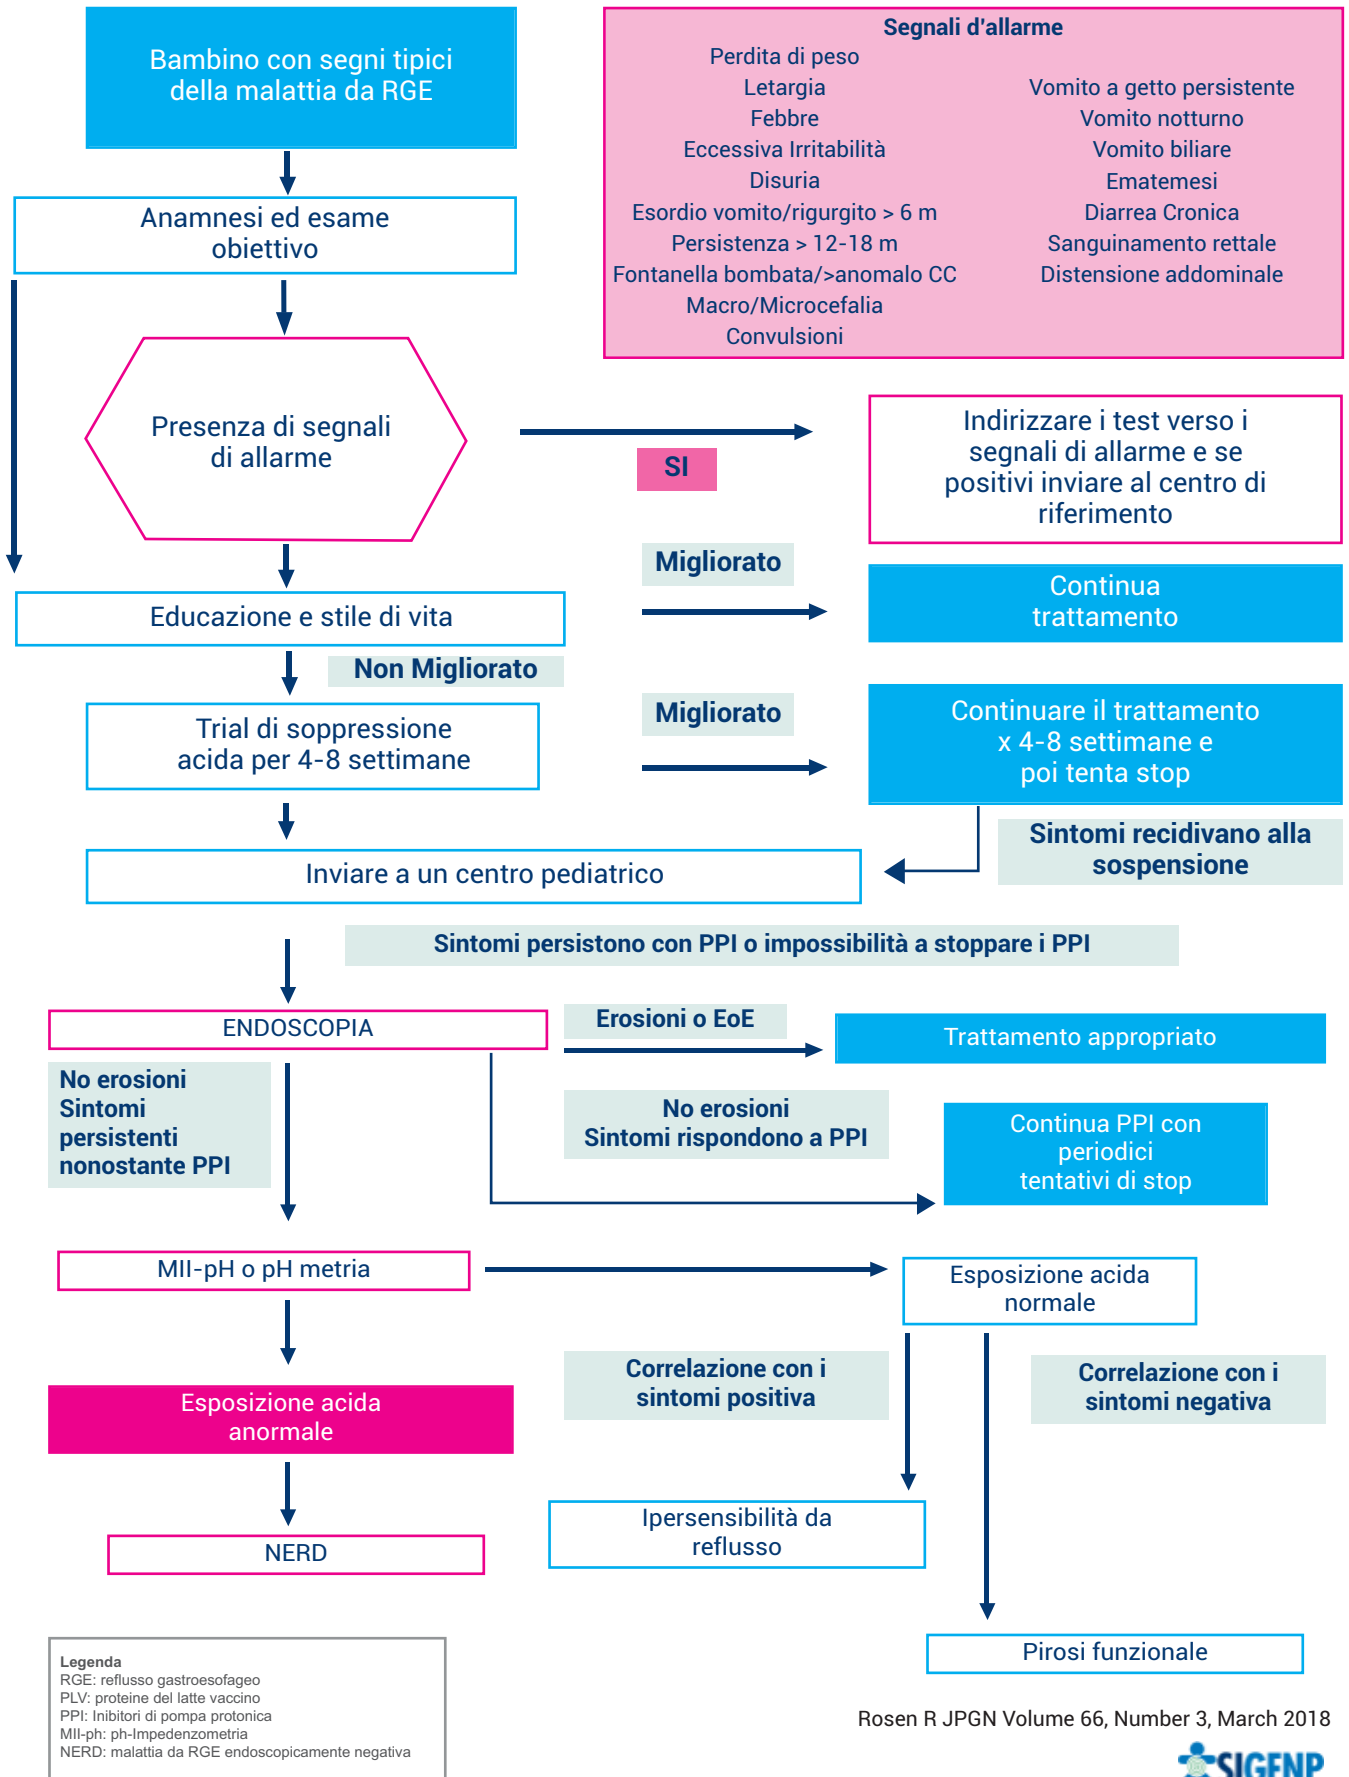 Bambino con segni tipici
della malattia da RGE
Segnali d'allarme
Perdita di peso
Letargia
Febbre
Eccessiva Irritabilità
Disuria
Esordio vomito/rigurgito > 6 m
Persistenza > 12-18 m
Fontanella bombata/>anomalo CC
Macro/Microcefalia
Convulsioni
Vomito a getto persistente
Vomito notturno
Vomito biliare
Ematemesi
Diarrea Cronica
Sanguinamento rettale
Distensione addominale
Anamnesi ed esame
obiettivo
Presenza di segnali
di allarme
SI
Indirizzare i test verso i
segnali di allarme e se
positivi inviare al centro di
riferimento
Educazione e stile di vita
Migliorato
Continua
trattamento
Non Migliorato
Trial di soppressione
acida per 4-8 settimane
Migliorato
Continuare il trattamento
x 4-8 settimane e
poi tenta stop
Sintomi recidivano alla
sospensione
Inviare a un centro pediatrico
Sintomi persistono con PPI o impossibilità a stoppare i PPI
ENDOSCOPIA
Erosioni o EoE
Trattamento appropriato
No erosioni
Sintomi
persistenti
nonostante PPI
No erosioni
Sintomi rispondono a PPI
Continua PPI con
periodici
tentativi di stop
MII-pH o pH metria
Esposizione acida
normale
Correlazione con i
sintomi positiva
Correlazione con i
sintomi negativa
Esposizione acida
anormale
Ipersensibilità da
reflusso
NERD
Pirosi funzionale
Legenda
RGE: reflusso gastroesofageo
PLV: proteine del latte vaccino
PPI: Inibitori di pompa protonica
MII-ph: ph-Impedenzometria
NERD: malattia da RGE endoscopicamente negativa
Rosen R JPGN Volume 66, Number 3, March 2018
SIGENP